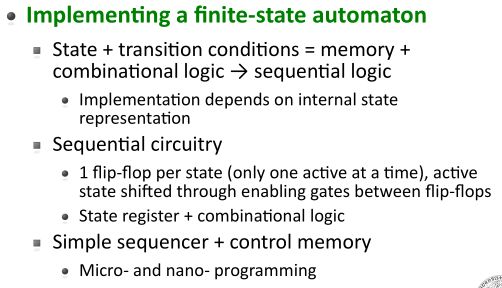 Implementing a finite-state automaton
State + transition conditions = memory +
combinational logic → sequential logic
Implementation depends on internal state
representation
Sequential circuitry
1 flip-flop per state (only one active at a time), active
state shifted through enabling gates between flip-flops
State register + combinational logic
Simple sequencer + control memory
Micro- and nano- programming